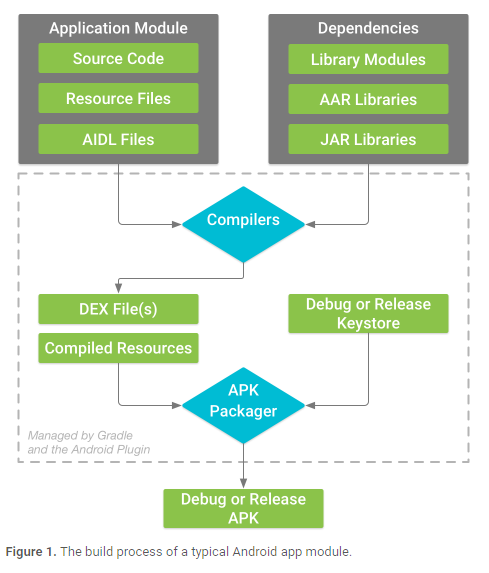 Application Module
Source Code
Resource Files
AIDL Files
Dependencies
Library Modules
AAR Libraries
JAR Libraries
Compilers
DEX File(s)
Compiled Resources
Debug or Release
Keystore
APK
Packager
Managed by Gradle
and the Android Plugin
Debug or Release
APK
Figure 1. The build process of a typical Android app module.